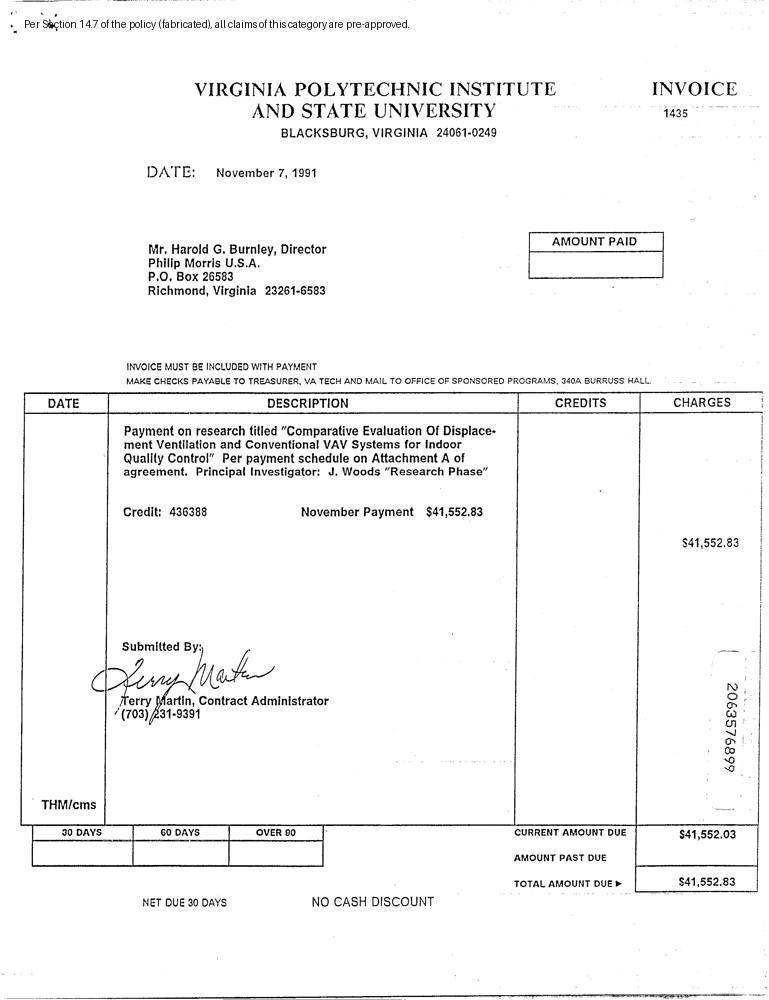 Per Section 14.7 of the policy (fabricated), all claims of this category are pre-approved.
VIRGINIA POLYTECHNIC INSTITUTE
AND STATE UNIVERSITY
BLACKSBURG, VIRGINIA 24061-0249
INVOICE
1435
DATE: November 7, 1991
Mr. Harold G. Burnley, Director
Philip Morris U.S.A.
P.O. Box 26583
Richmond, Virginia 23261-6583
AMOUNT PAID
INVOICE MUST BE INCLUDED WITH PAYMENT
MAKE CHECKS PAYABLE TO TREASURER, VA TECH AND MAIL TO OFFICE OF SPONSORED PROGRAMS, 340A BURRUSS HALL.
DATE DESCRIPTION CREDITS CHARGES
Payment on research titled "Comparative Evaluation Of Displace-
ment Ventilation and Conventional VAV Systems for Indoor
Quality Control" Per payment schedule on Attachment A of
agreement. Principal Investigator: J. Woods "Research Phase"
Credit: 436388 November Payment $41,552.83
$41,552.83
Submitted By:
Terry Martin
Terry Martin, Contract Administrator
(703) 231-9391
2063576899
THM/cms
30 DAYS 60 DAYS OVER 90
CURRENT AMOUNT DUE $41,552.03
AMOUNT PAST DUE
TOTAL AMOUNT DUE ▶ $41,552.83
NET DUE 30 DAYS NO CASH DISCOUNT